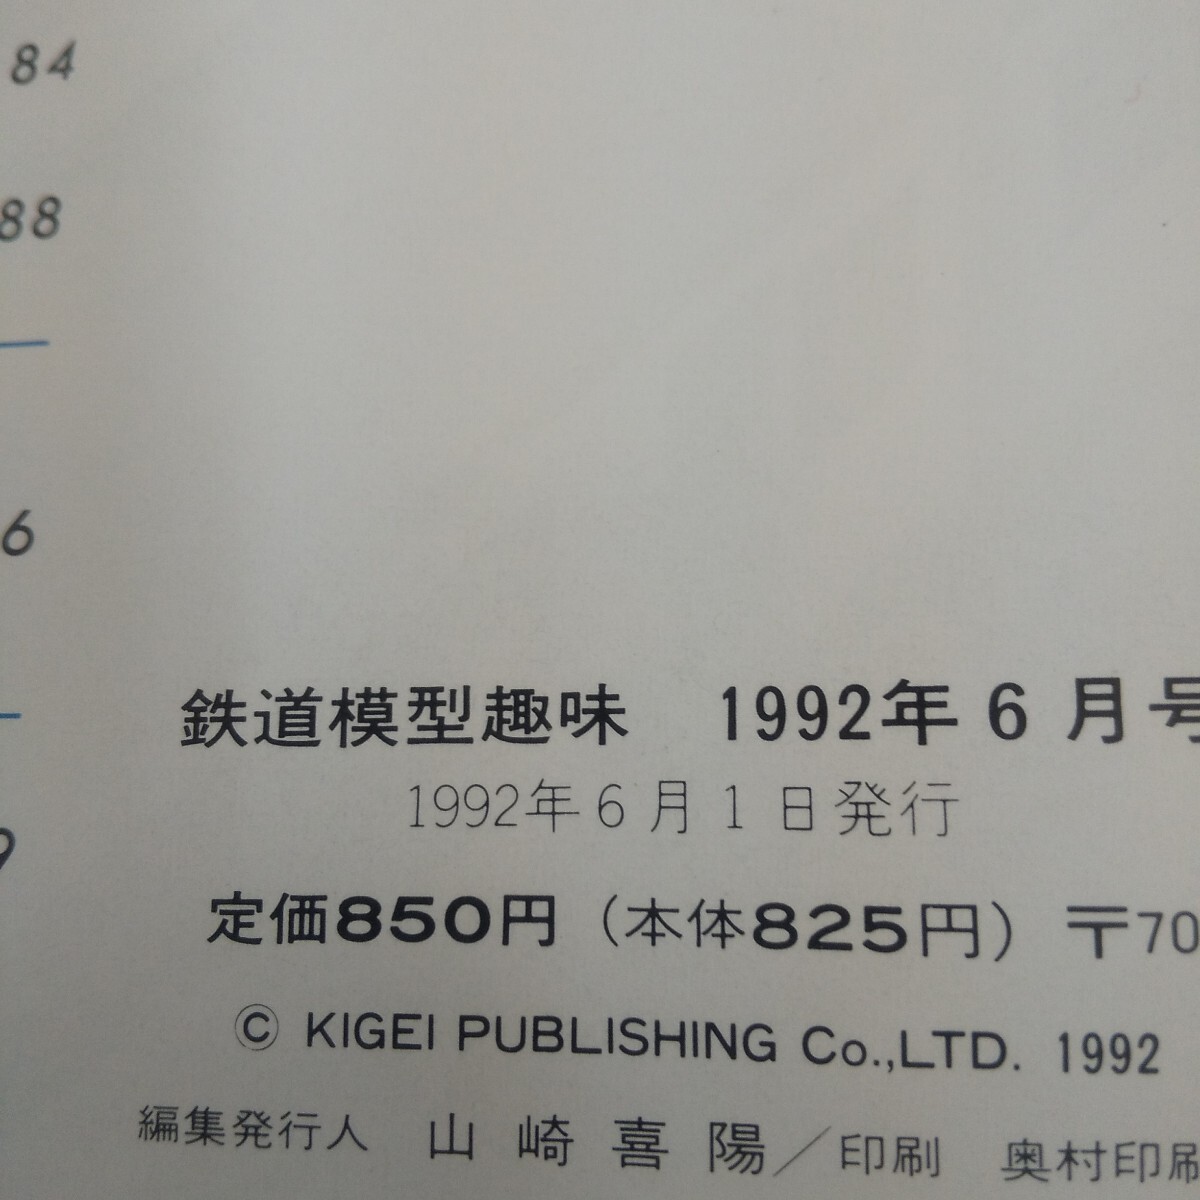 84
88
6
9
鉄道模型趣味 1992年6月号
1992年6月1日発行
定価850円（本体825円）〒70
© KIGEI PUBLISHING Co.,LTD. 1992
編集発行人 山崎喜陽／印刷 奥村印刷